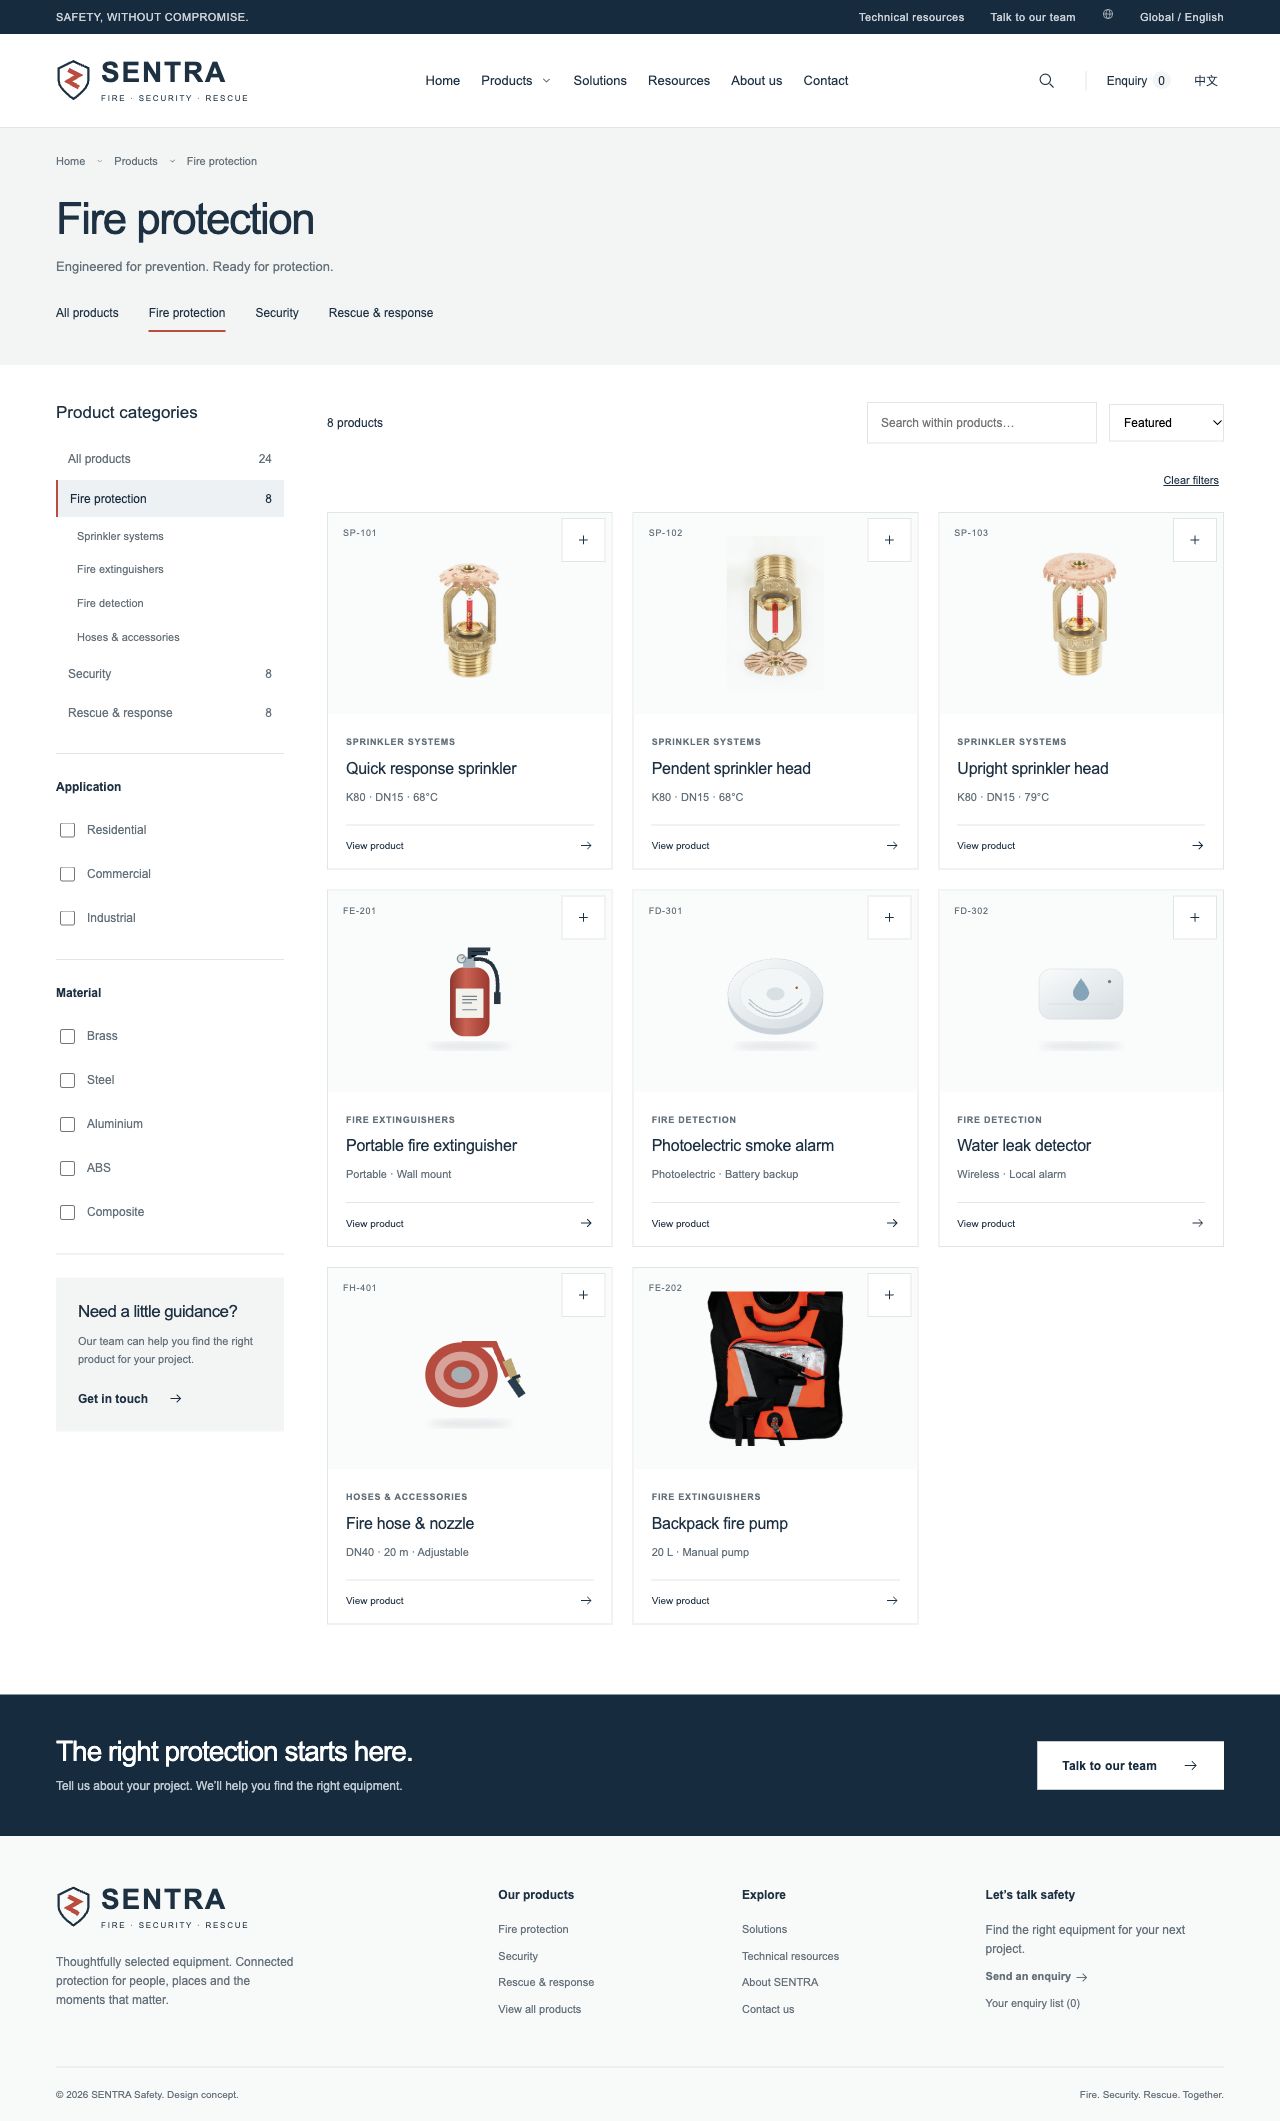 SAFETY, WITHOUT COMPROMISE.
Technical resources
Talk to our team
Global / English
SENTRA
FIRE · SECURITY · RESCUE
Home
Products
Solutions
Resources
About us
Contact
Enquiry 0
中文
Home
Products
Fire protection
Fire protection
Engineered for prevention. Ready for protection.
All products
Fire protection
Security
Rescue & response
Product categories
All products 24
Fire protection 8
Sprinkler systems
Fire extinguishers
Fire detection
Hoses & accessories
Security 8
Rescue & response 8
Application
Residential
Commercial
Industrial
Material
Brass
Steel
Aluminium
ABS
Composite
Need a little guidance?
Our team can help you find the right
product for your project.
Get in touch
8 products
Search within products…
Featured
Clear filters
SP-101
+
SPRINKLER SYSTEMS
Quick response sprinkler
K80 · DN15 · 68°C
View product
SP-102
+
SPRINKLER SYSTEMS
Pendent sprinkler head
K80 · DN15 · 68°C
View product
SP-103
+
SPRINKLER SYSTEMS
Upright sprinkler head
K80 · DN15 · 79°C
View product
FE-201
+
FIRE EXTINGUISHERS
Portable fire extinguisher
Portable · Wall mount
View product
FD-301
+
FIRE DETECTION
Photoelectric smoke alarm
Photoelectric · Battery backup
View product
FD-302
+
FIRE DETECTION
Water leak detector
Wireless · Local alarm
View product
FH-401
+
HOSES & ACCESSORIES
Fire hose & nozzle
DN40 · 20 m · Adjustable
View product
FE-202
+
FIRE EXTINGUISHERS
Backpack fire pump
20 L · Manual pump
View product
The right protection starts here.
Tell us about your project. We’ll help you find the right equipment.
Talk to our team
SENTRA
FIRE · SECURITY · RESCUE
Thoughtfully selected equipment. Connected
protection for people, places and the
moments that matter.
Our products
Fire protection
Security
Rescue & response
View all products
Explore
Solutions
Technical resources
About SENTRA
Contact us
Let’s talk safety
Find the right equipment for your next
project.
Send an enquiry
Your enquiry list (0)
© 2026 SENTRA Safety. Design concept.
Fire. Security. Rescue. Together.